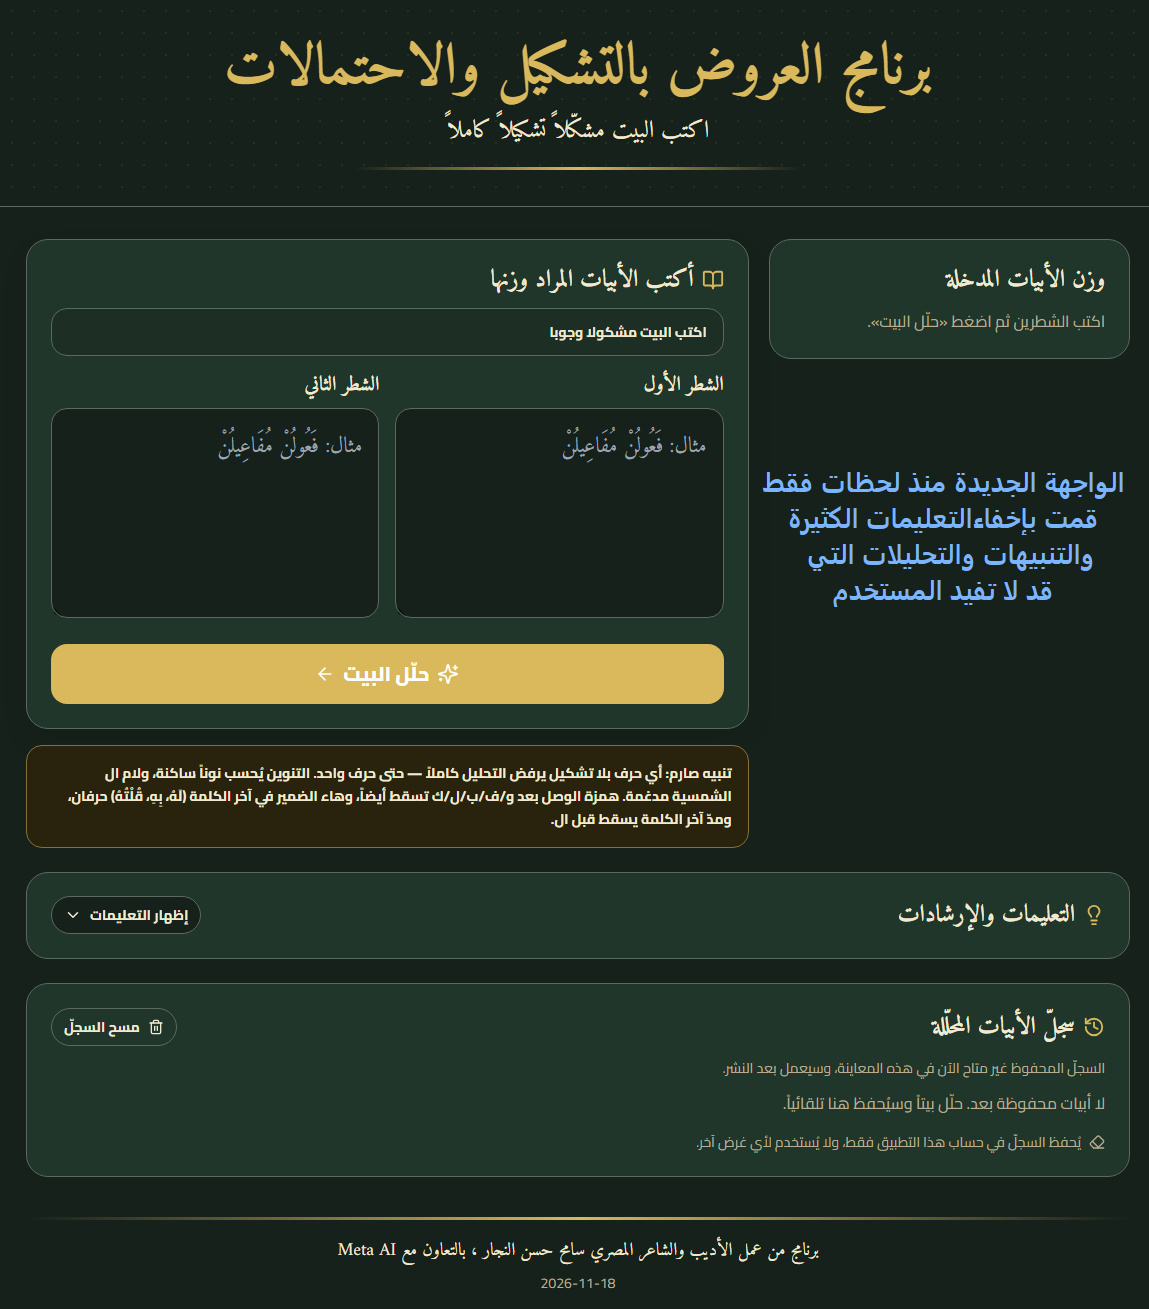 برنامج العروض بالتشكيل والاحتمالات
اكتب البيت مشكّلاً تشكيلاً كاملاً
وزن الأبيات المدخلة
اكتب الشطرين ثم اضغط «حلّل البيت».
أكتب الأبيات المراد وزنها
اكتب البيت مشكولا وجوبا
الشطر الأول
الشطر الثاني
مثال: فَعُولُنْ مُفَاعِيلُنْ
مثال: فَعُولُنْ مُفَاعِيلُنْ
حلّل البيت
الواجهة الجديدة منذ لحظات فقط
قمت بإخفاءالتعليمات الكثيرة
والتنبيهات والتحليلات التي
قد لا تفيد المستخدم
تنبيه صارم: أي حرف بلا تشكيل يرفض التحليل كاملاً — حتى حرف واحد. التنوين يُحسب نوناً ساكنة، ولام ال
الشمسية مدغمة. همزة الوصل بعد و/ف/ب/ل/ك تسقط أيضاً، وهاء الضمير في آخر الكلمة (لَهُ، بِهِ، قُلْتُهُ) حرفان،
ومدّ آخر الكلمة يسقط قبل ال.
التعليمات والإرشادات
إظهار التعليمات
سجلّ الأبيات المحلّلة
مسح السجلّ
السجلّ المحفوظ غير متاح الآن في هذه المعاينة، وسيعمل بعد النشر.
لا أبيات محفوظة بعد. حلّل بيتاً وسيُحفظ هنا تلقائياً.
يُحفظ السجلّ في حساب هذا التطبيق فقط، ولا يُستخدم لأي غرض آخر.
برنامج من عمل الأديب والشاعر المصري سامح حسن النجار ، بالتعاون مع Meta AI
2026-11-18